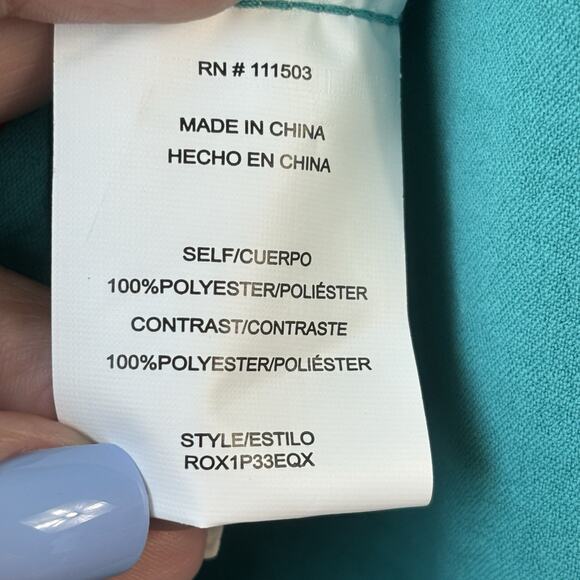 RN # 111503
MADE IN CHINA
HECHO EN CHINA
SELF/CUERPO
100%POLYESTER/POLIÉSTER
CONTRAST/CONTRASTE
100%POLYESTER/POLIÉSTER
STYLE/ESTILO
ROX1P33EQX